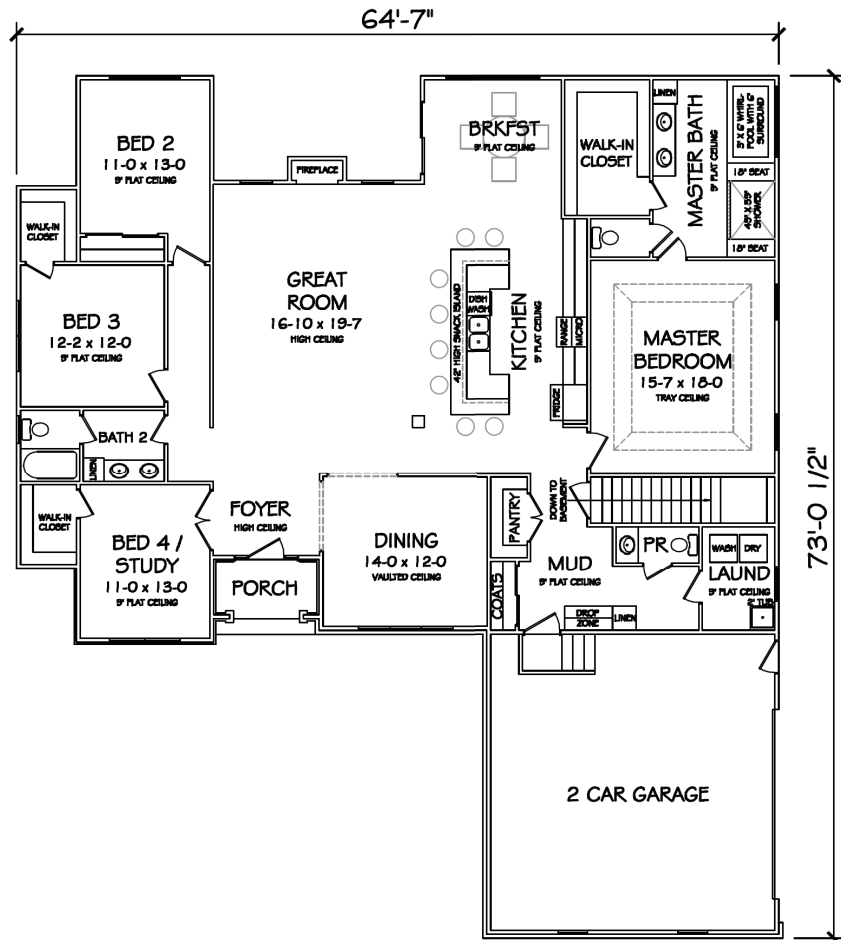 64'-7"
BED 2
11-0 x 13-0
9' FLAT CEILING
FIREPLACE
BRKFST
9' FLAT CEILING
WALK-IN
CLOSET
LINEN
MASTER BATH
9' FLAT CEILING
5' X 6' WHIRL-
POOL WITH 6"
SURROUND
18" SEAT
SHOWER
18" SEAT
WALK-IN
CLOSET
BED 3
12-2 x 12-0
9' FLAT CEILING
GREAT
ROOM
16-10 x 19-7
HIGH CEILING
42" HIGH SNACK ISLAND
DISH
WASH
KITCHEN
9' FLAT CEILING
RANGE
MICRO
FRIDGE
MASTER
BEDROOM
15-7 x 18-0
TRAY CEILING
BATH 2
LINEN
WALK-IN
CLOSET
BED 4 /
STUDY
11-0 x 13-0
9' FLAT CEILING
FOYER
HIGH CEILING
PORCH
DINING
14-0 x 12-0
VAULTED CEILING
PANTRY
DOWN TO
BASEMENT
COATS
MUD
9' FLAT CEILING
DROP
ZONE
LINEN
PR
WASH
DRY
LAUND
9' FLAT CEILING
2' TUB
2 CAR GARAGE
73'-0 1/2"